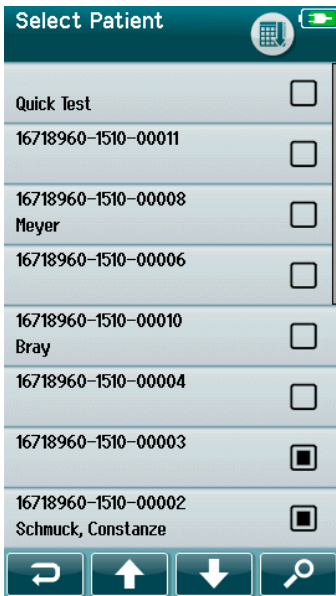 Select Patient
Quick Test
16718960-1510-00011
16718960-1510-00008
Meyer
16718960-1510-00006
16718960-1510-00010
Bray
16718960-1510-00004
16718960-1510-00003
16718960-1510-00002
Schmuck, Constanze